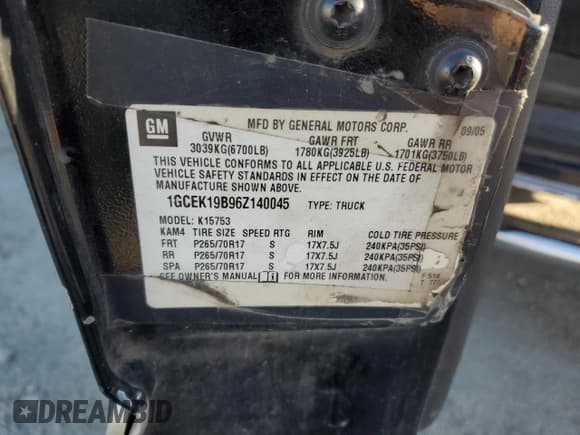 GM
MFD BY GENERAL MOTORS CORP. 09/05
GVWR GAWR FRT GAWR RR
3039KG(6700LB) 1780KG(3925LB) 1701KG(3750LB)
THIS VEHICLE CONFORMS TO ALL APPLICABLE U.S. FEDERAL MOTOR
VEHICLE SAFETY STANDARDS IN EFFECT ON THE DATE OF
MANUFACTURE SHOWN ABOVE.
1GCEK19B96Z140045 TYPE: TRUCK
MODEL: K15753
KAM4 TIRE SIZE SPEED RTG RIM COLD TIRE PRESSURE
FRT P265/70R17 S 17X7.5J 240KPA(35PSI)
RR P265/70R17 S 17X7.5J 240KPA(35PSI)
SPA P265/70R17 S 17X7.5J 240KPA(35PSI)
SEE OWNER'S MANUAL FOR MORE INFORMATION.
DREAMBID